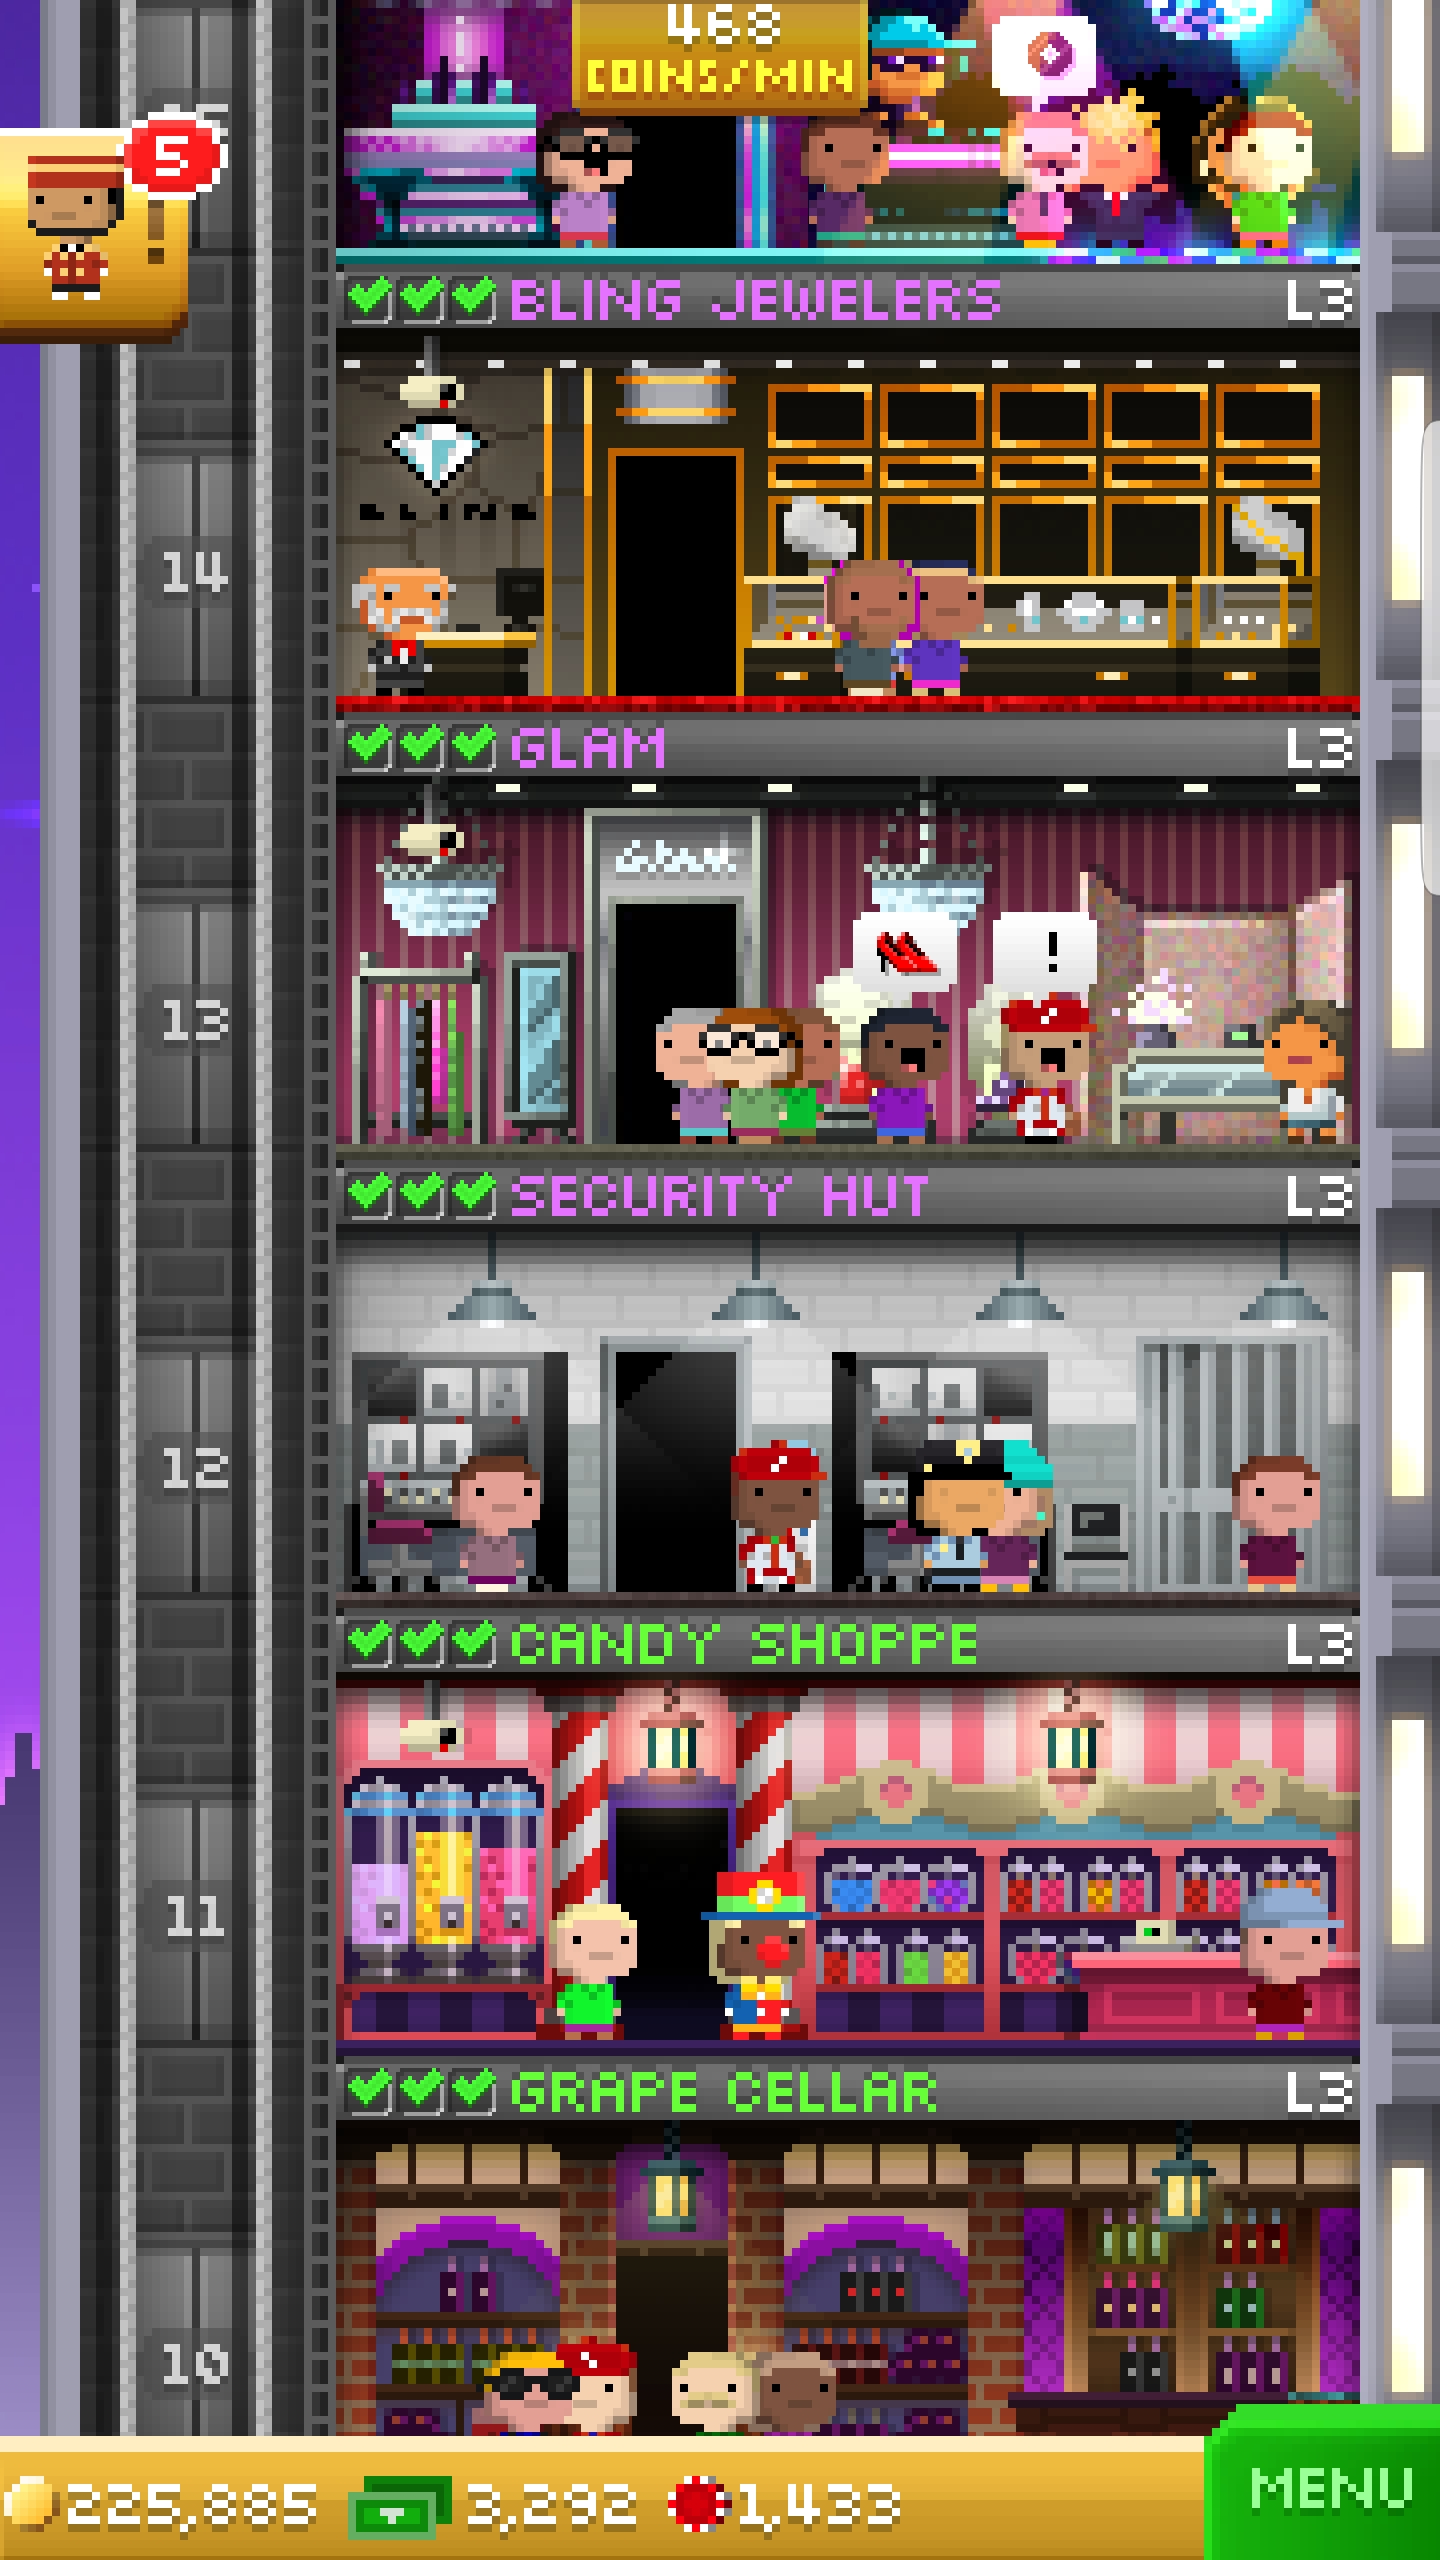 468
COINS/MIN
5
BLING JEWELERS L3
BLING
14
GLAM L3
Glam
!
13
SECURITY HUT L3
12
CANDY SHOPPE L3
11
GRAPE CELLAR L3
10
225,885 3,292 1,433
MENU